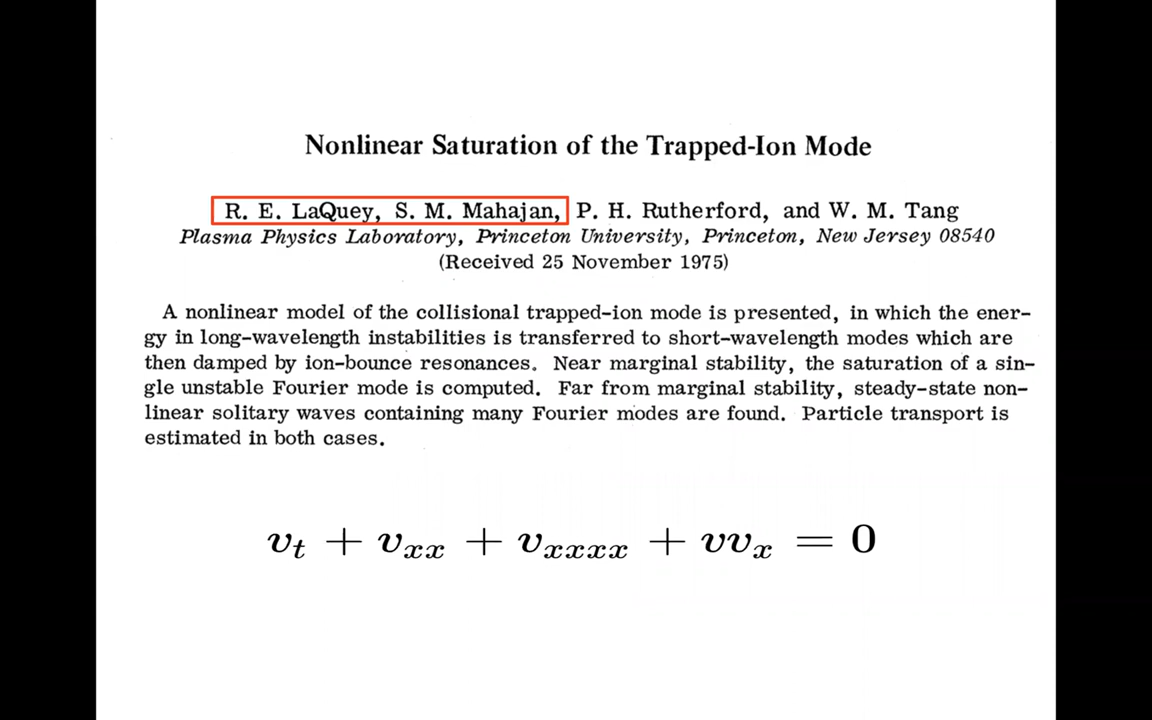 Nonlinear Saturation of the Trapped-Ion Mode
R. E. LaQuey, S. M. Mahajan, P. H. Rutherford, and W. M. Tang
Plasma Physics Laboratory, Princeton University, Princeton, New Jersey 08540
(Received 25 November 1975)
A nonlinear model of the collisional trapped-ion mode is presented, in which the ener-
gy in long-wavelength instabilities is transferred to short-wavelength modes which are
then damped by ion-bounce resonances. Near marginal stability, the saturation of a sin-
gle unstable Fourier mode is computed. Far from marginal stability, steady-state non-
linear solitary waves containing many Fourier modes are found. Particle transport is
estimated in both cases.
v_t + v_{xx} + v_{xxxx} + vv_x = 0